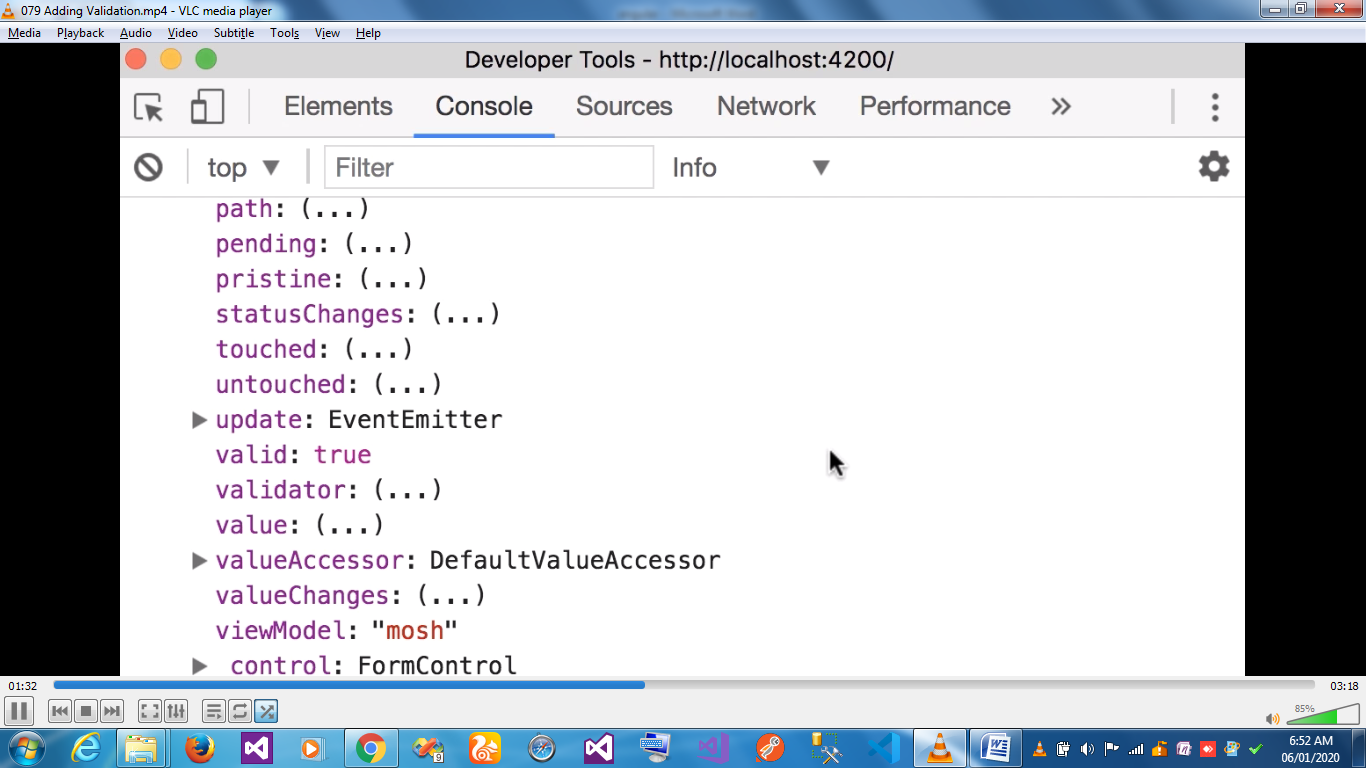 079 Adding Validation.mp4 - VLC media player
Media Playback Audio Video Subtitle Tools View Help
Developer Tools - http://localhost:4200/
Elements Console Sources Network Performance »
top ▼ Filter Info ▼
path: (...)
pending: (...)
pristine: (...)
statusChanges: (...)
touched: (...)
untouched: (...)
▶ update: EventEmitter
valid: true
validator: (...)
value: (...)
▶ valueAccessor: DefaultValueAccessor
valueChanges: (...)
viewModel: "mosh"
▶ control: FormControl
01:32 03:18
85%
6:52 AM
06/01/2020